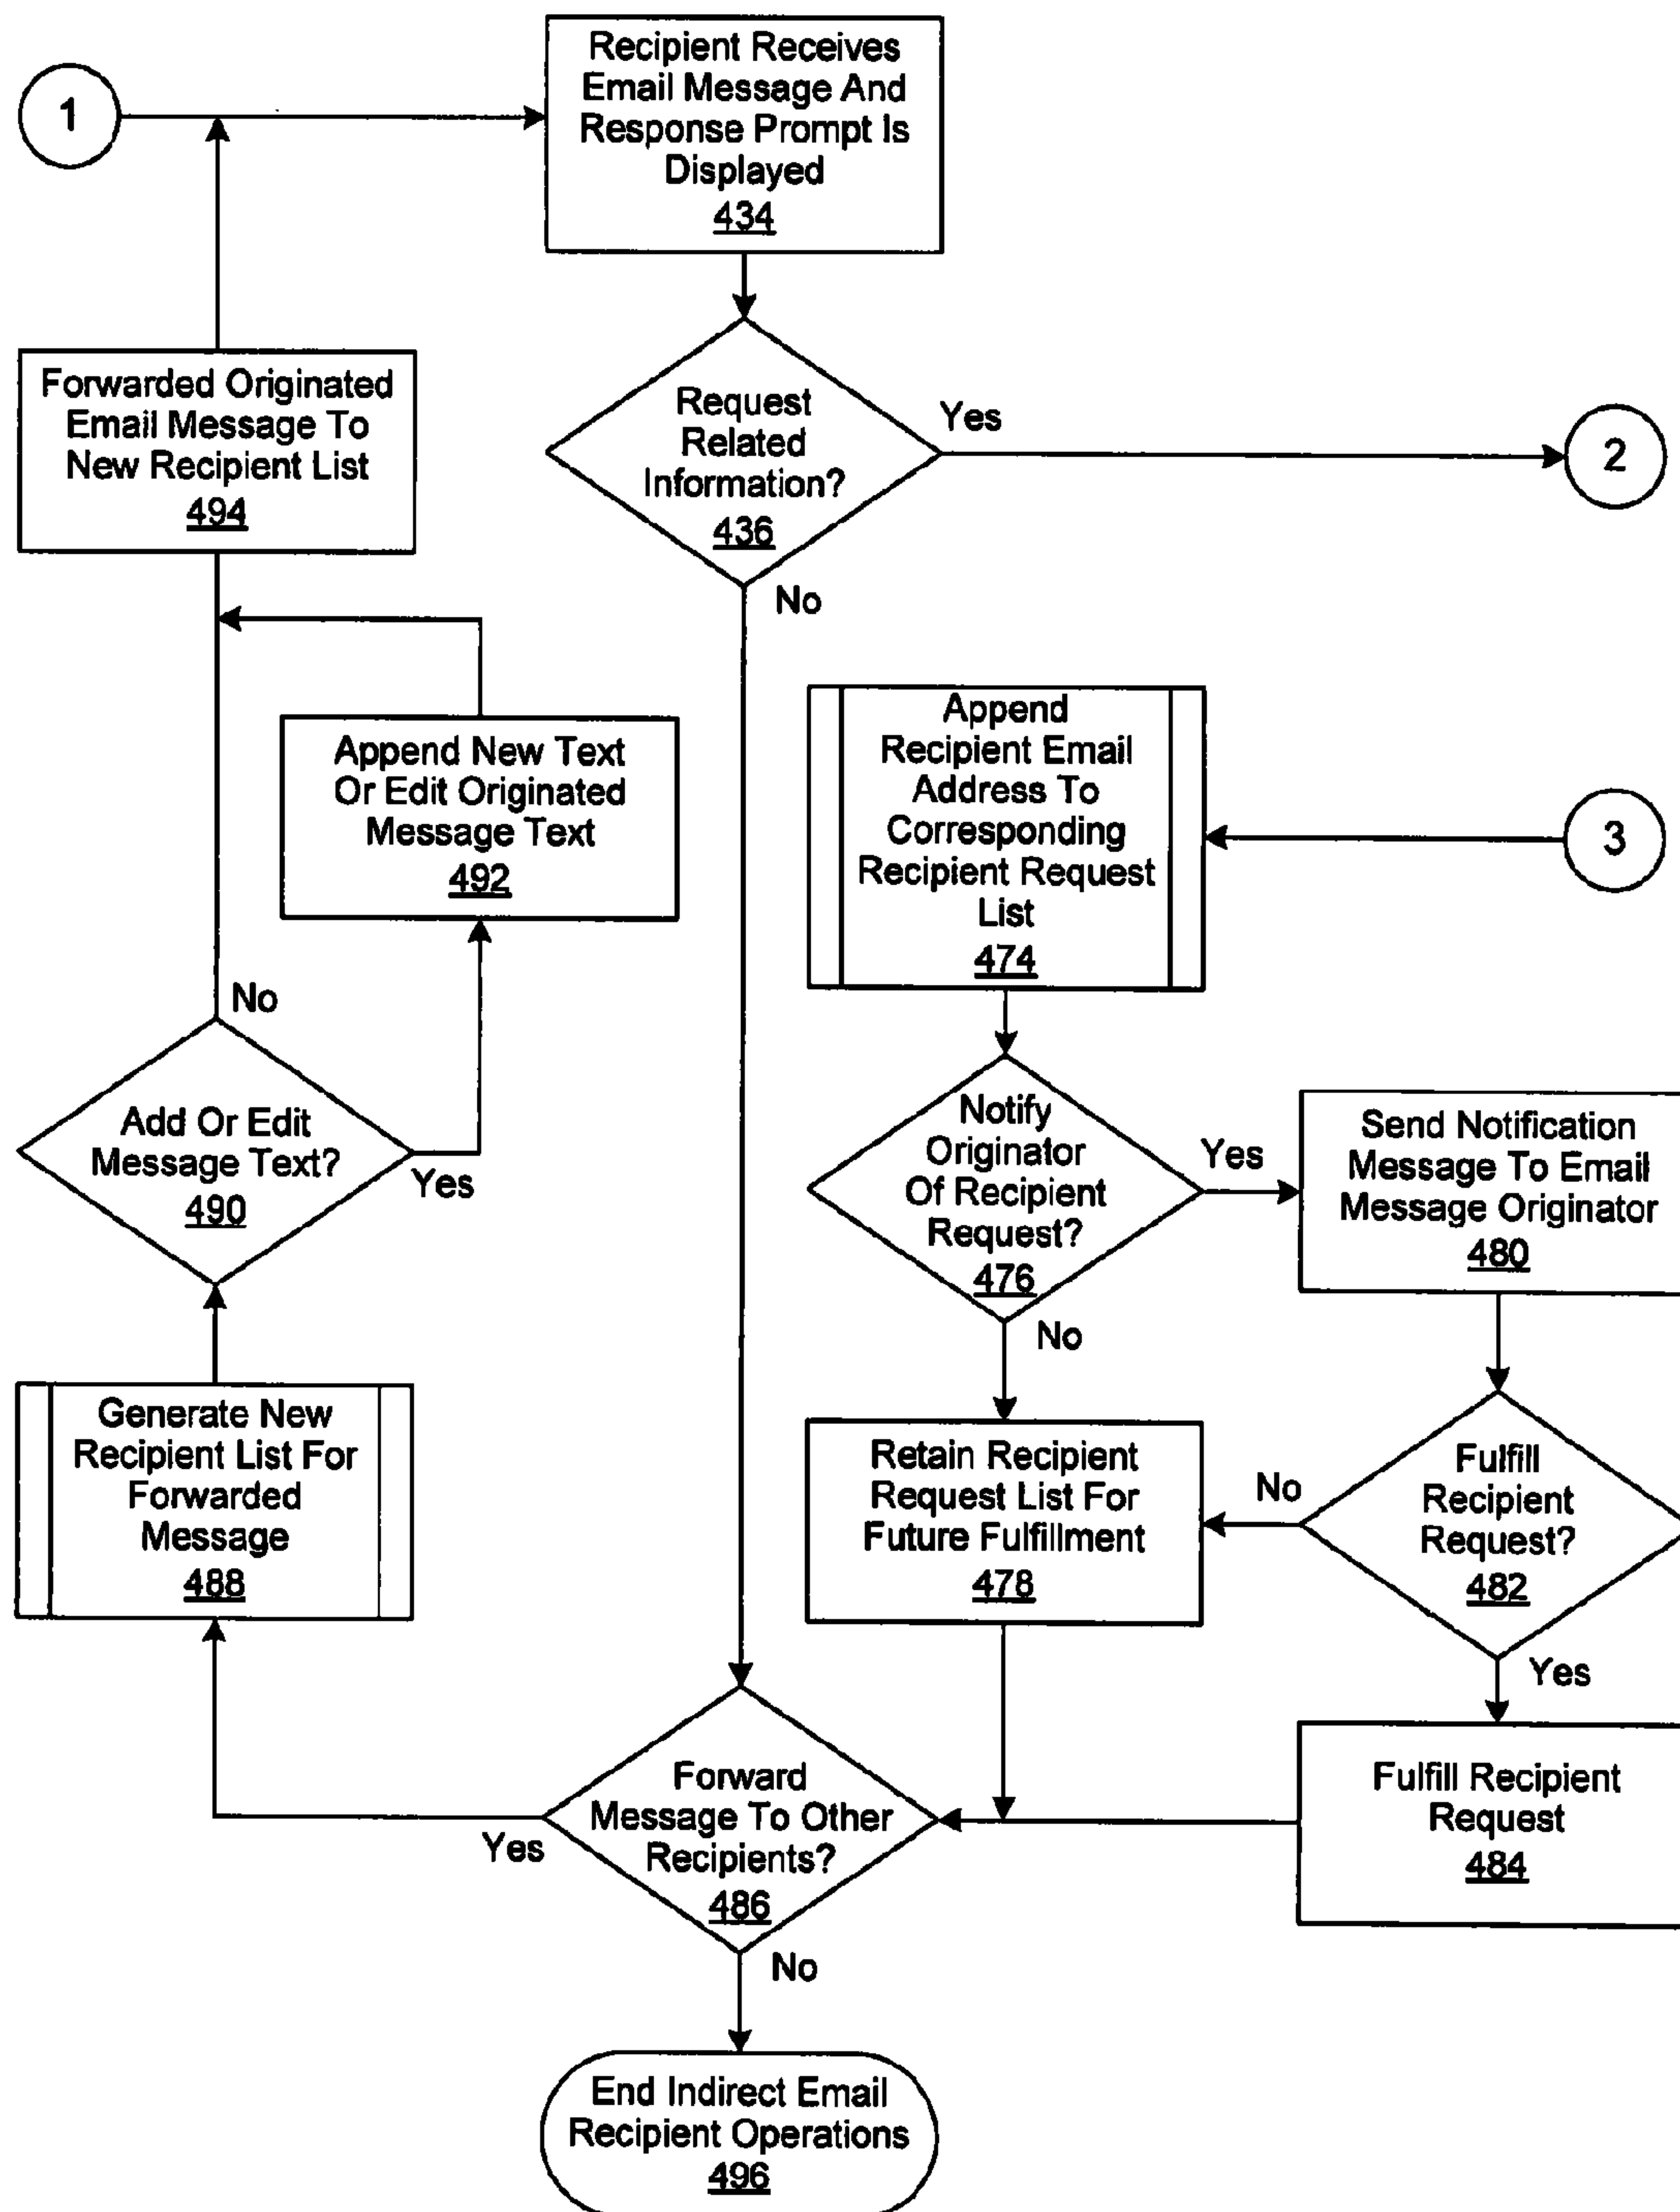 1
Recipient Receives
Email Message And
Response Prompt Is
Displayed
434
Forwarded Originated
Email Message To
New Recipient List
494
Request
Related
Information?
436
Yes
2
No
Append New Text
Or Edit Originated
Message Text
492
Append
Recipient Email
Address To
Corresponding
Recipient Request
List
474
3
No
Add Or Edit
Message Text?
490
Yes
Notify
Originator
Of Recipient
Request?
476
Yes
Send Notification
Message To Email
Message Originator
480
No
Generate New
Recipient List For
Forwarded
Message
488
Retain Recipient
Request List For
Future Fulfillment
478
No
Fulfill
Recipient
Request?
482
Yes
Forward
Message To Other
Recipients?
486
Yes
Fulfill Recipient
Request
484
No
End Indirect Email
Recipient Operations
496